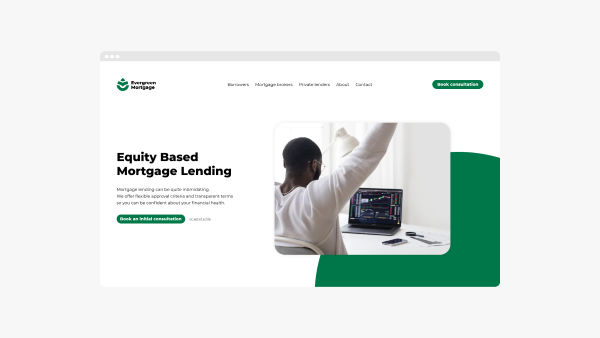 Evergreen
Mortgage
Borrowers Mortgage brokers Private lenders About Contact
Book consultation
Equity Based
Mortgage Lending
Mortgage lending can be quite intimidating.
We offer flexible approval criteria and transparent terms
so you can be confident about your financial health.
Book an initial consultation